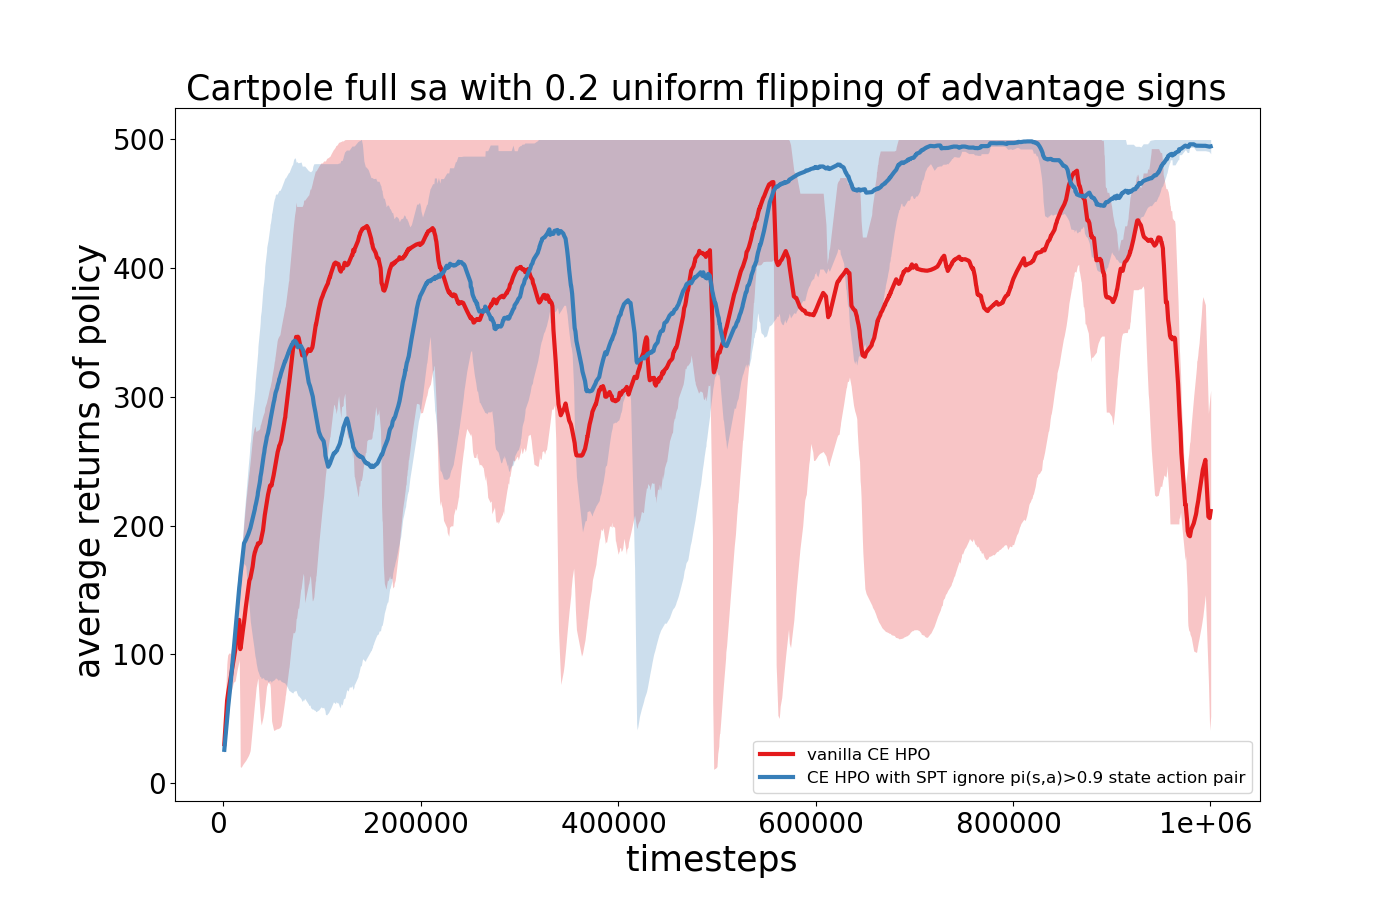 Cartpole full sa with 0.2 uniform flipping of advantage signs
500
400
300
200
100
0
average returns of policy
vanilla CE HPO
CE HPO with SPT ignore pi(s,a)>0.9 state action pair
0 200000 400000 600000 800000 1e+06
timesteps